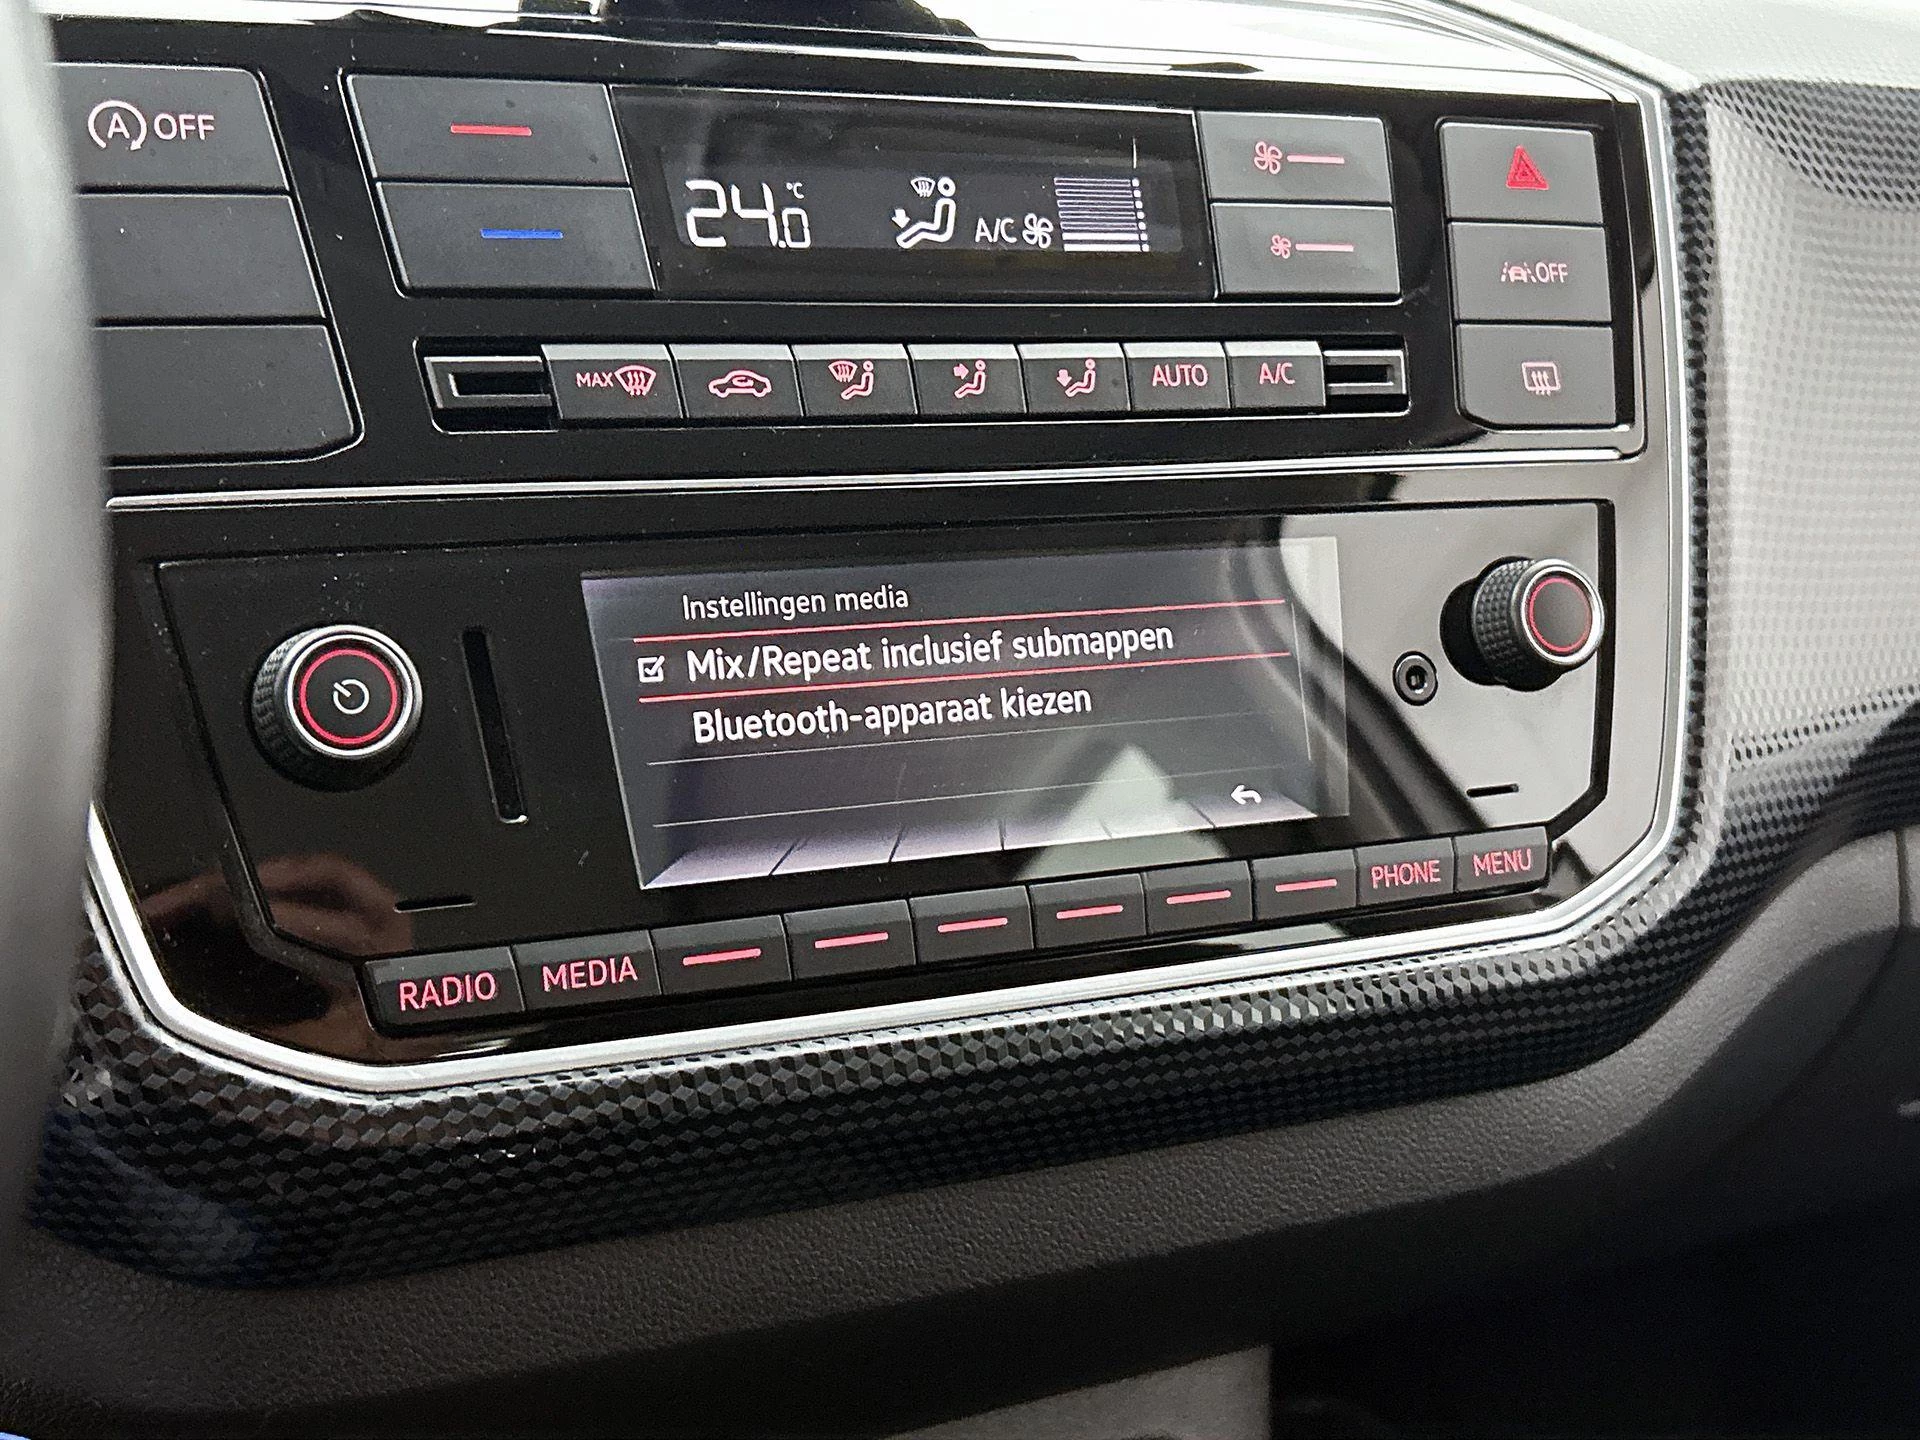 A OFF
24.0 °C
A/C
OFF
MAX
AUTO
A/C
Instellingen media
Mix/Repeat inclusief submappen
Bluetooth-apparaat kiezen
RADIO
MEDIA
PHONE
MENU